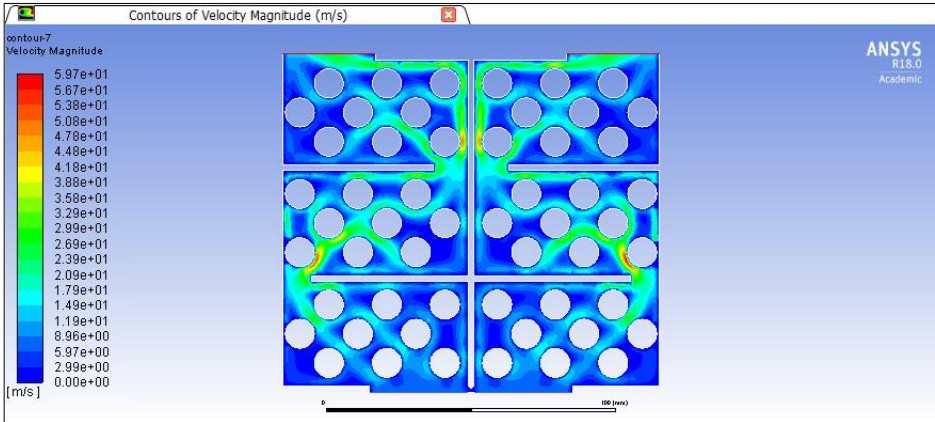 Contours of Velocity Magnitude (m/s)
contour-7
Velocity Magnitude
ANSYS
R18.0
Academic
5.97e+01
5.67e+01
5.38e+01
5.08e+01
4.78e+01
4.48e+01
4.18e+01
3.88e+01
3.58e+01
3.29e+01
2.99e+01
2.69e+01
2.39e+01
2.09e+01
1.79e+01
1.49e+01
1.19e+01
8.96e+00
5.97e+00
2.99e+00
0.00e+00
[m/s]
0
100 (mm)